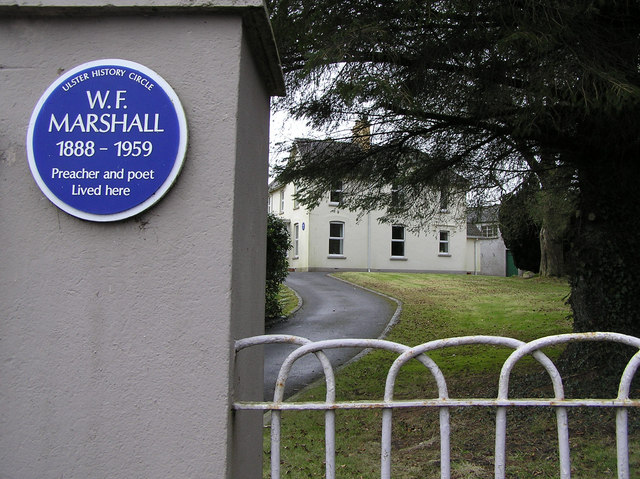 ULSTER HISTORY CIRCLE
W. F.
MARSHALL
1888 - 1959
Preacher and poet
Lived here